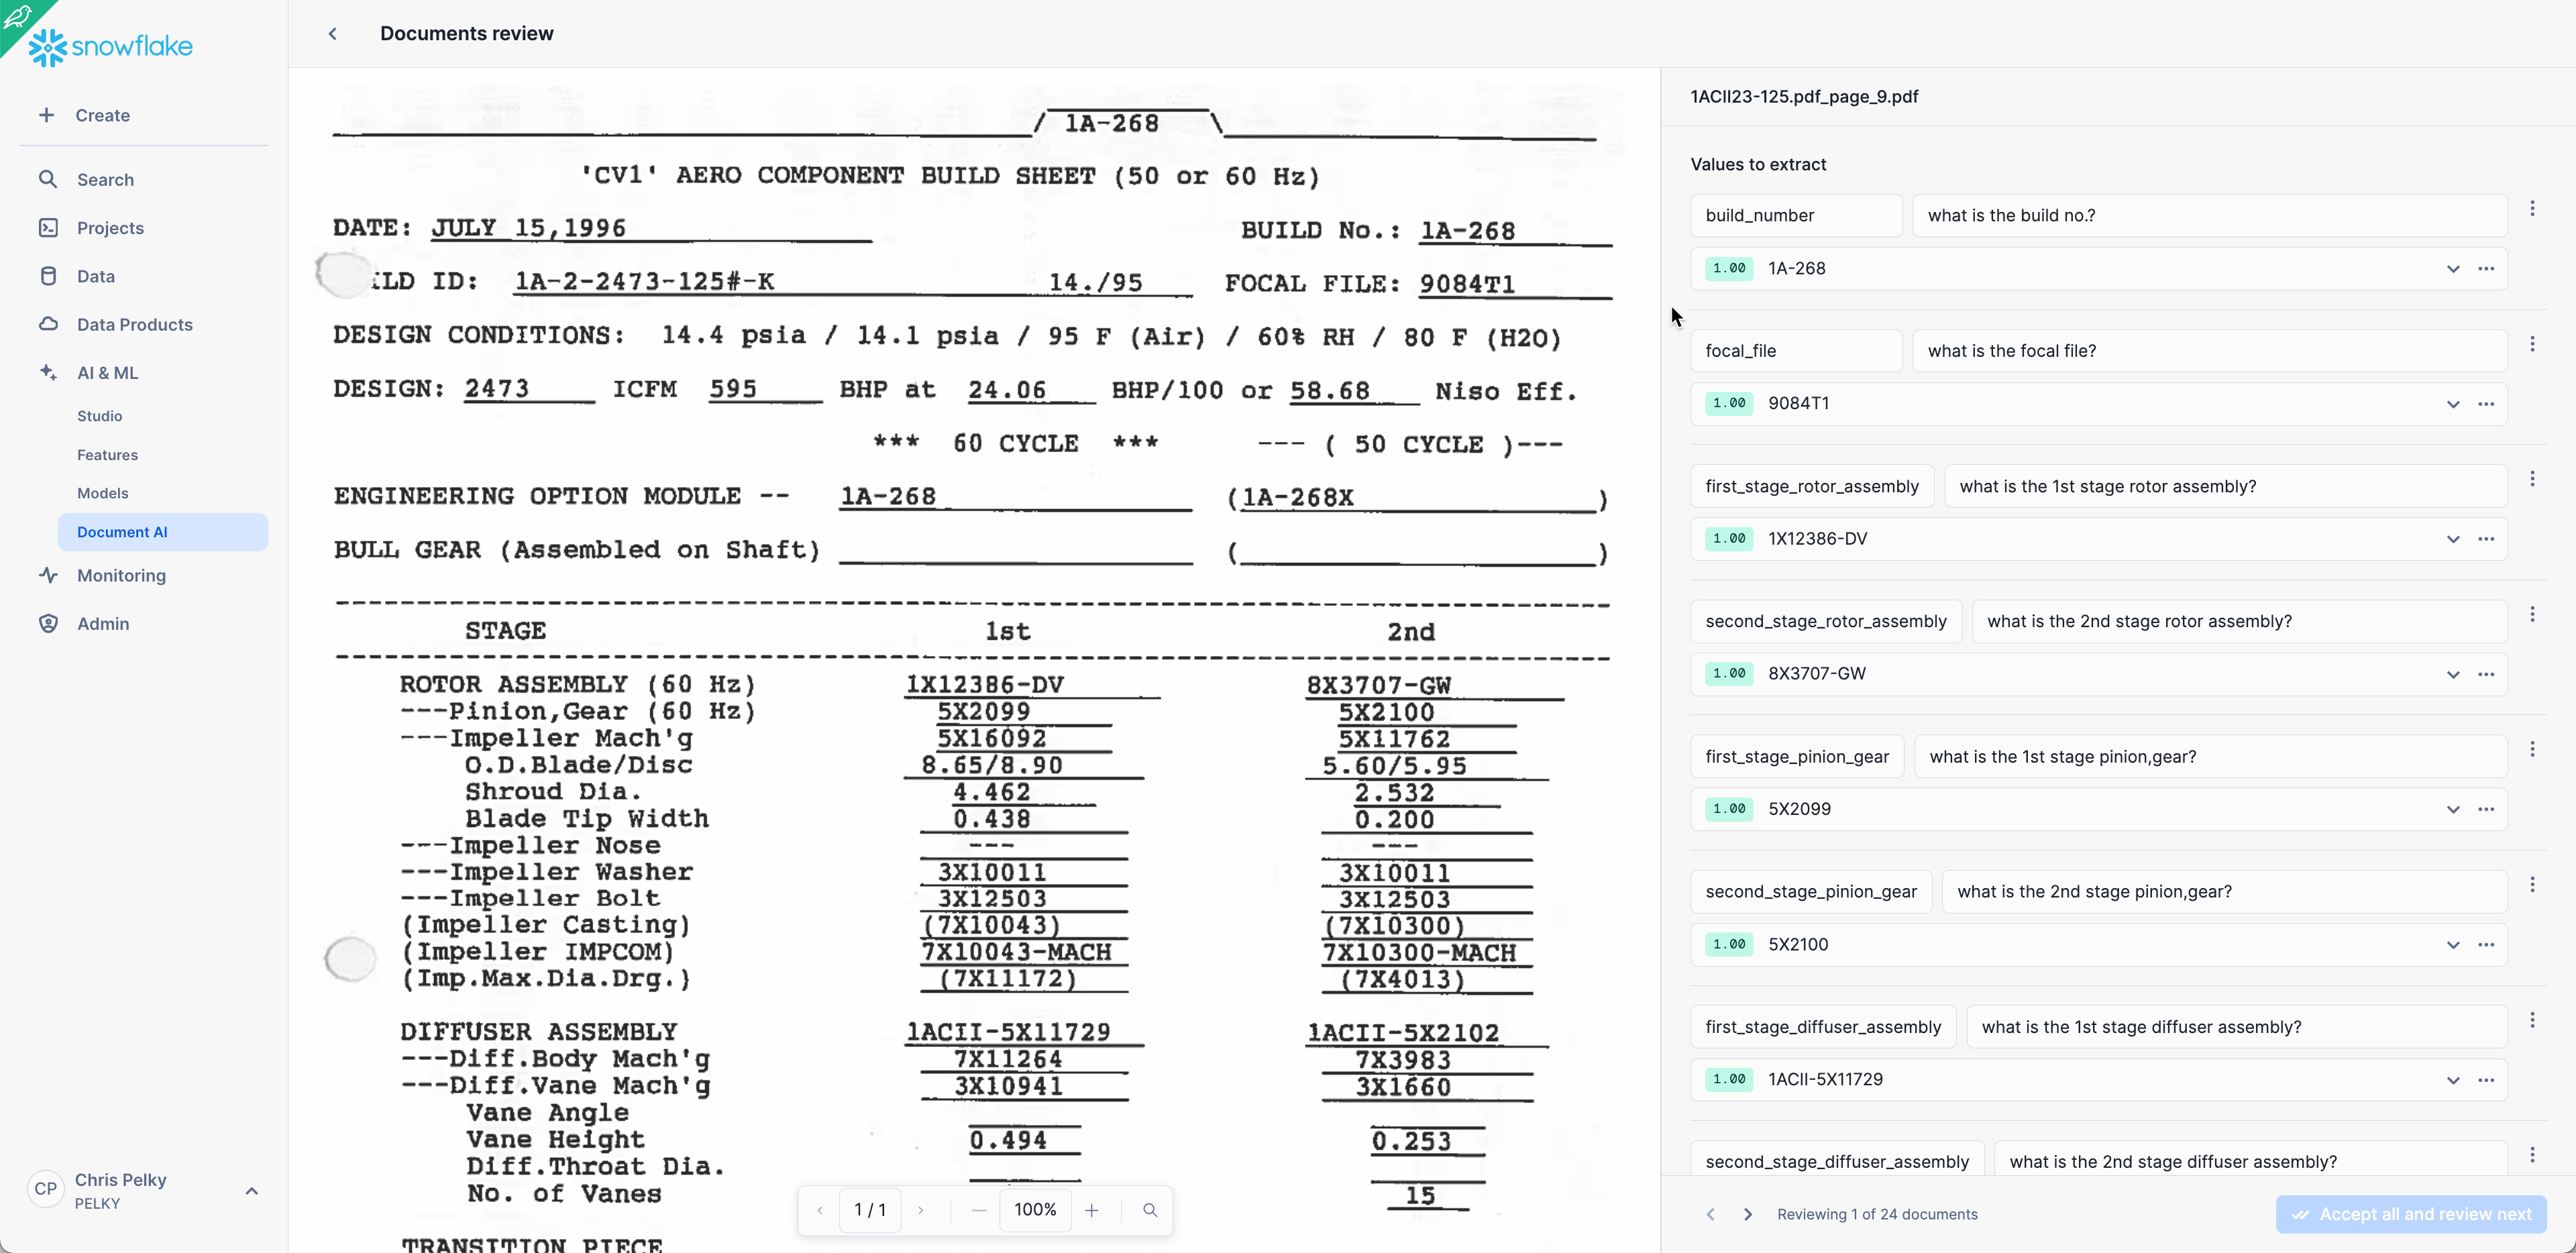 snowflake
Create
Search
Projects
Data
Data Products
AI & ML
Studio
Features
Models
Document AI
Monitoring
Admin
CP
Chris Pelky
PELKY
Documents review
1A-268
'CV1' AERO COMPONENT BUILD SHEET (50 or 60 Hz)
DATE: JULY 15,1996 BUILD No.: 1A-268
ILD ID: 1A-2-2473-125#-K 14./95 FOCAL FILE: 9084T1
DESIGN CONDITIONS: 14.4 psia / 14.1 psia / 95 F (Air) / 60% RH / 80 F (H2O)
DESIGN: 2473 ICFM 595 BHP at 24.06 BHP/100 or 58.68 Niso Eff.
*** 60 CYCLE *** --- ( 50 CYCLE )---
ENGINEERING OPTION MODULE -- 1A-268 (1A-268X )
BULL GEAR (Assembled on Shaft) ( )
STAGE 1st 2nd
ROTOR ASSEMBLY (60 Hz) 1X12386-DV 8X3707-GW
---Pinion,Gear (60 Hz) 5X2099 5X2100
---Impeller Mach'g 5X16092 5X11762
O.D.Blade/Disc 8.65/8.90 5.60/5.95
Shroud Dia. 4.462 2.532
Blade Tip Width 0.438 0.200
---Impeller Nose --- ---
---Impeller Washer 3X10011 3X10011
---Impeller Bolt 3X12503 3X12503
(Impeller Casting) (7X10043) (7X10300)
(Impeller IMPCOM) 7X10043-MACH 7X10300-MACH
(Imp.Max.Dia.Drg.) (7X11172) (7X4013)
DIFFUSER ASSEMBLY 1ACII-5X11729 1ACII-5X2102
---Diff.Body Mach'g 7X11264 7X3983
---Diff.Vane Mach'g 3X10941 3X1660
Vane Angle
Vane Height 0.494 0.253
Diff.Throat Dia.
No. of Vanes 15
TRANSITION PIECE
1 / 1
100%
1ACII23-125.pdf_page_9.pdf
Values to extract
build_number what is the build no.?
1.00 1A-268
focal_file what is the focal file?
1.00 9084T1
first_stage_rotor_assembly what is the 1st stage rotor assembly?
1.00 1X12386-DV
second_stage_rotor_assembly what is the 2nd stage rotor assembly?
1.00 8X3707-GW
first_stage_pinion_gear what is the 1st stage pinion,gear?
1.00 5X2099
second_stage_pinion_gear what is the 2nd stage pinion,gear?
1.00 5X2100
first_stage_diffuser_assembly what is the 1st stage diffuser assembly?
1.00 1ACII-5X11729
second_stage_diffuser_assembly what is the 2nd stage diffuser assembly?
Reviewing 1 of 24 documents
Accept all and review next